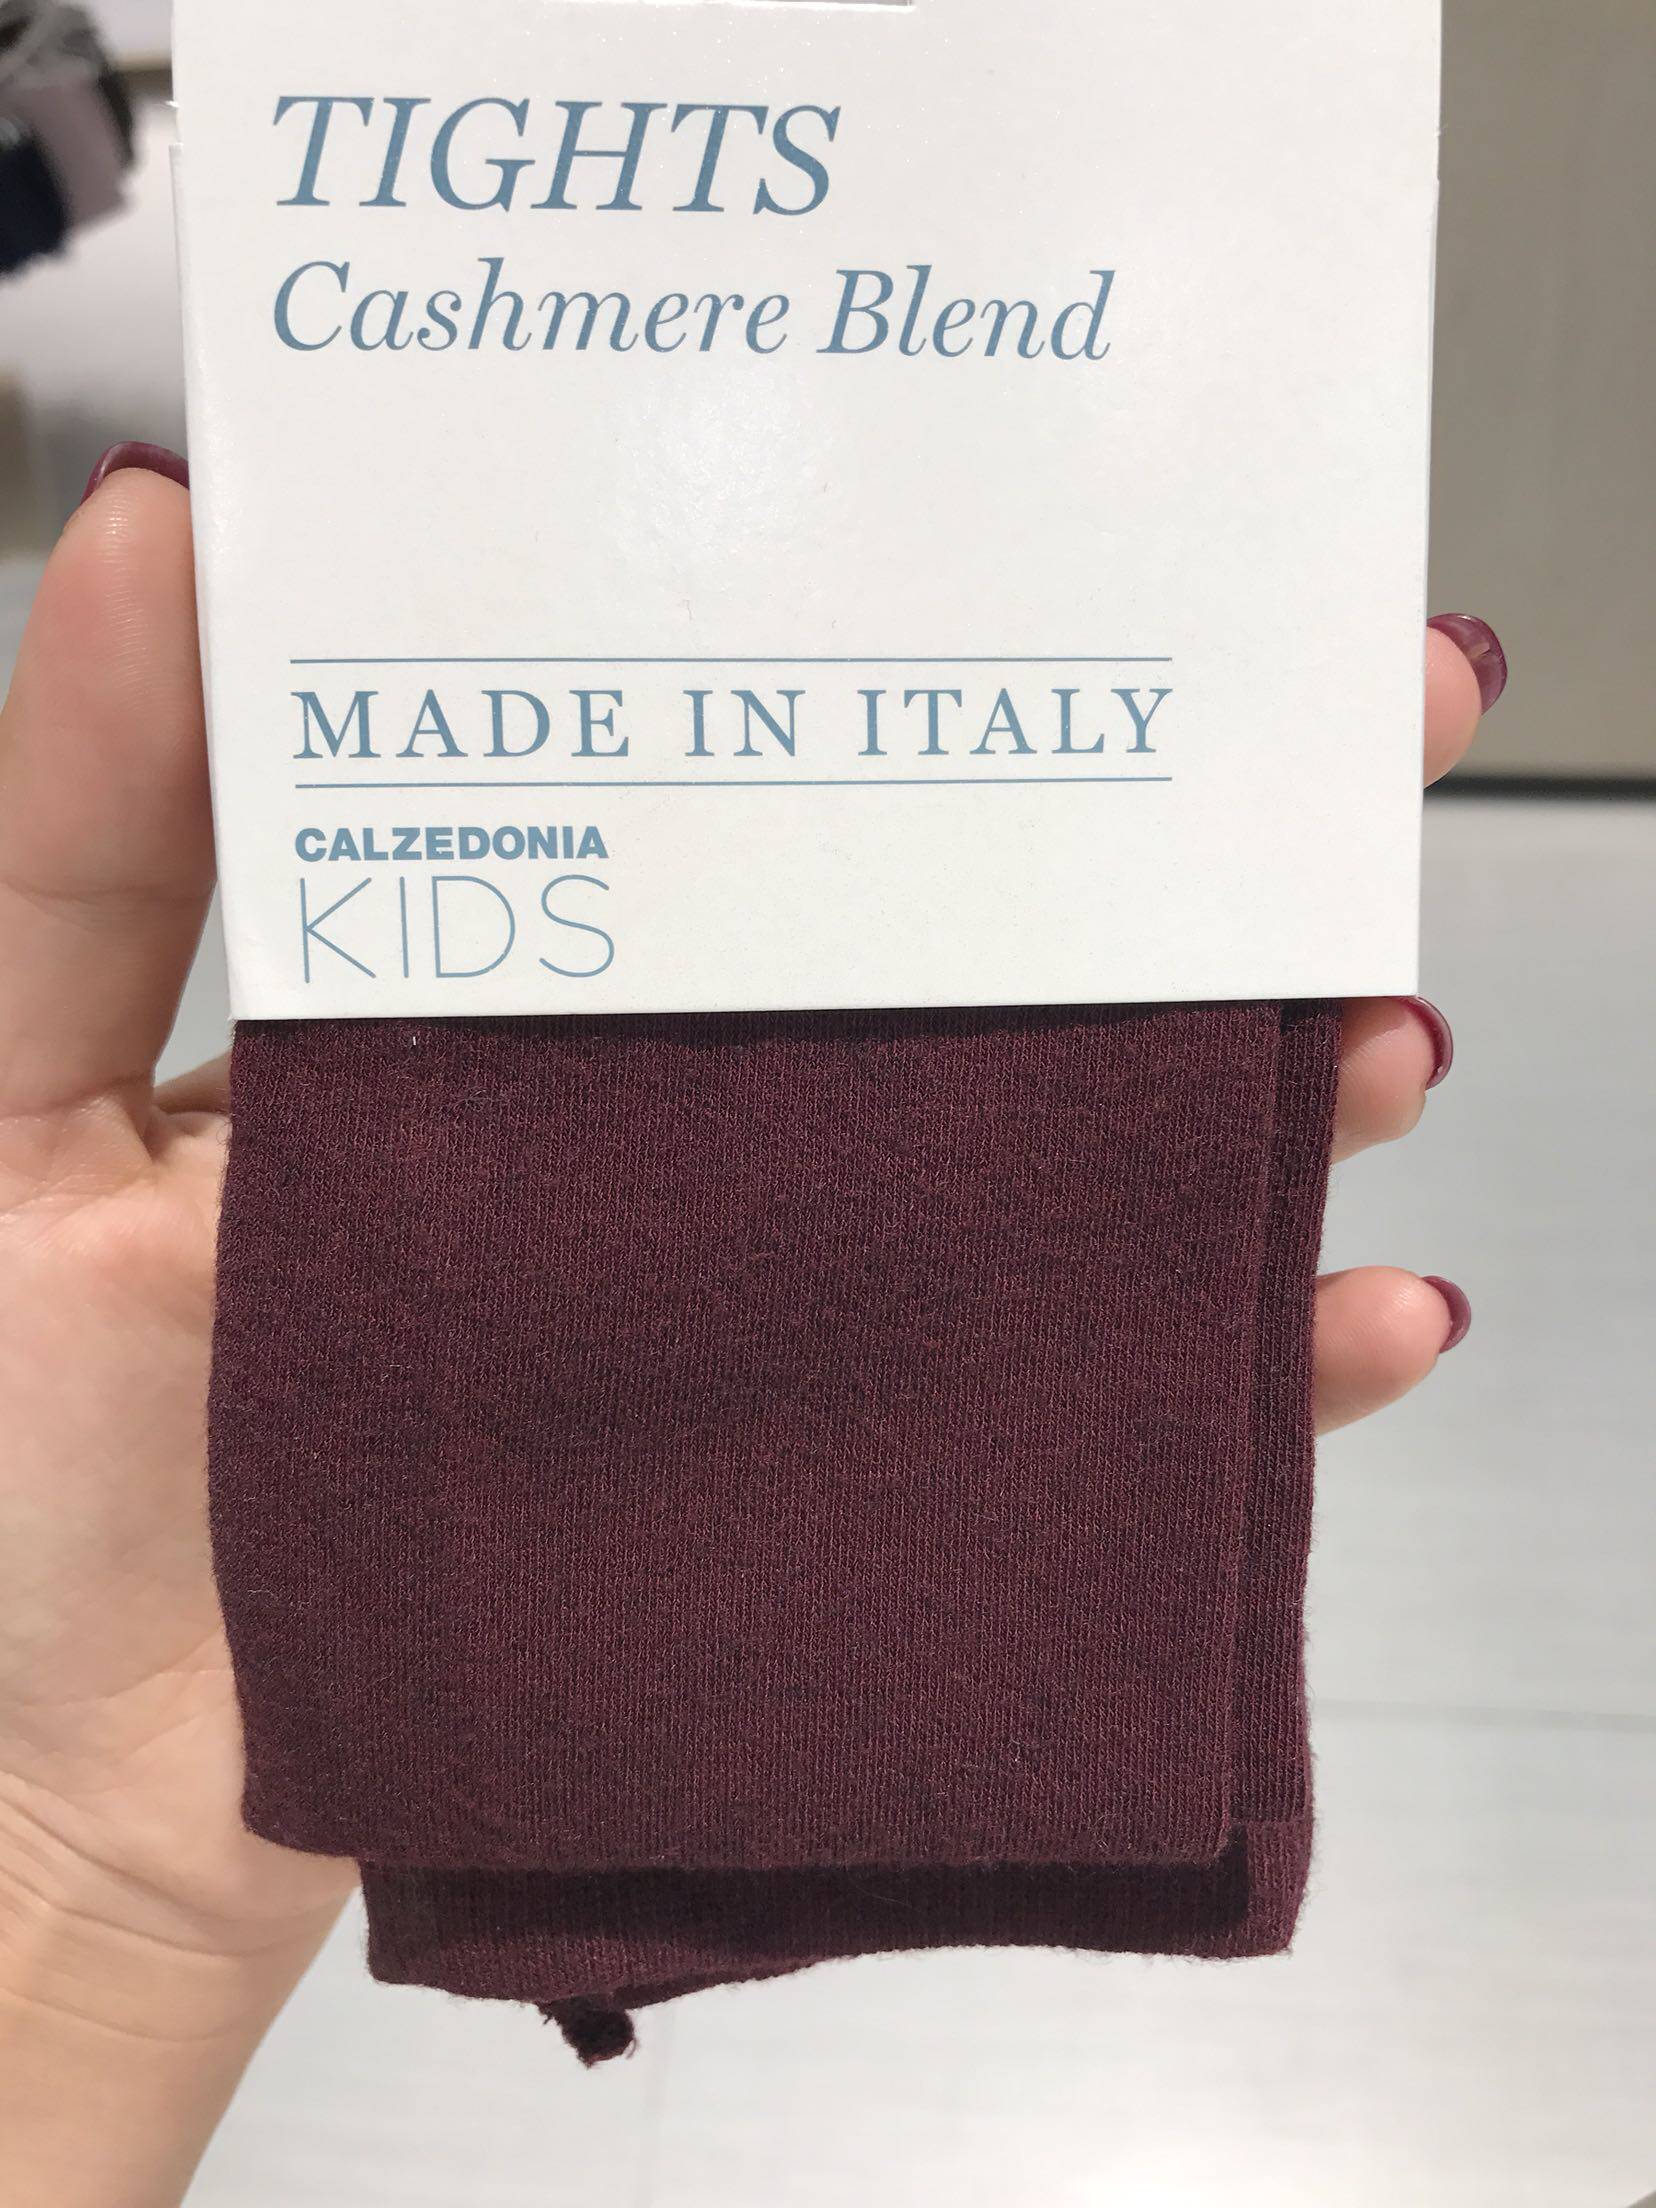 TIGHTS
Cashmere Blend
MADE IN ITALY
CALZEDONIA
KIDS